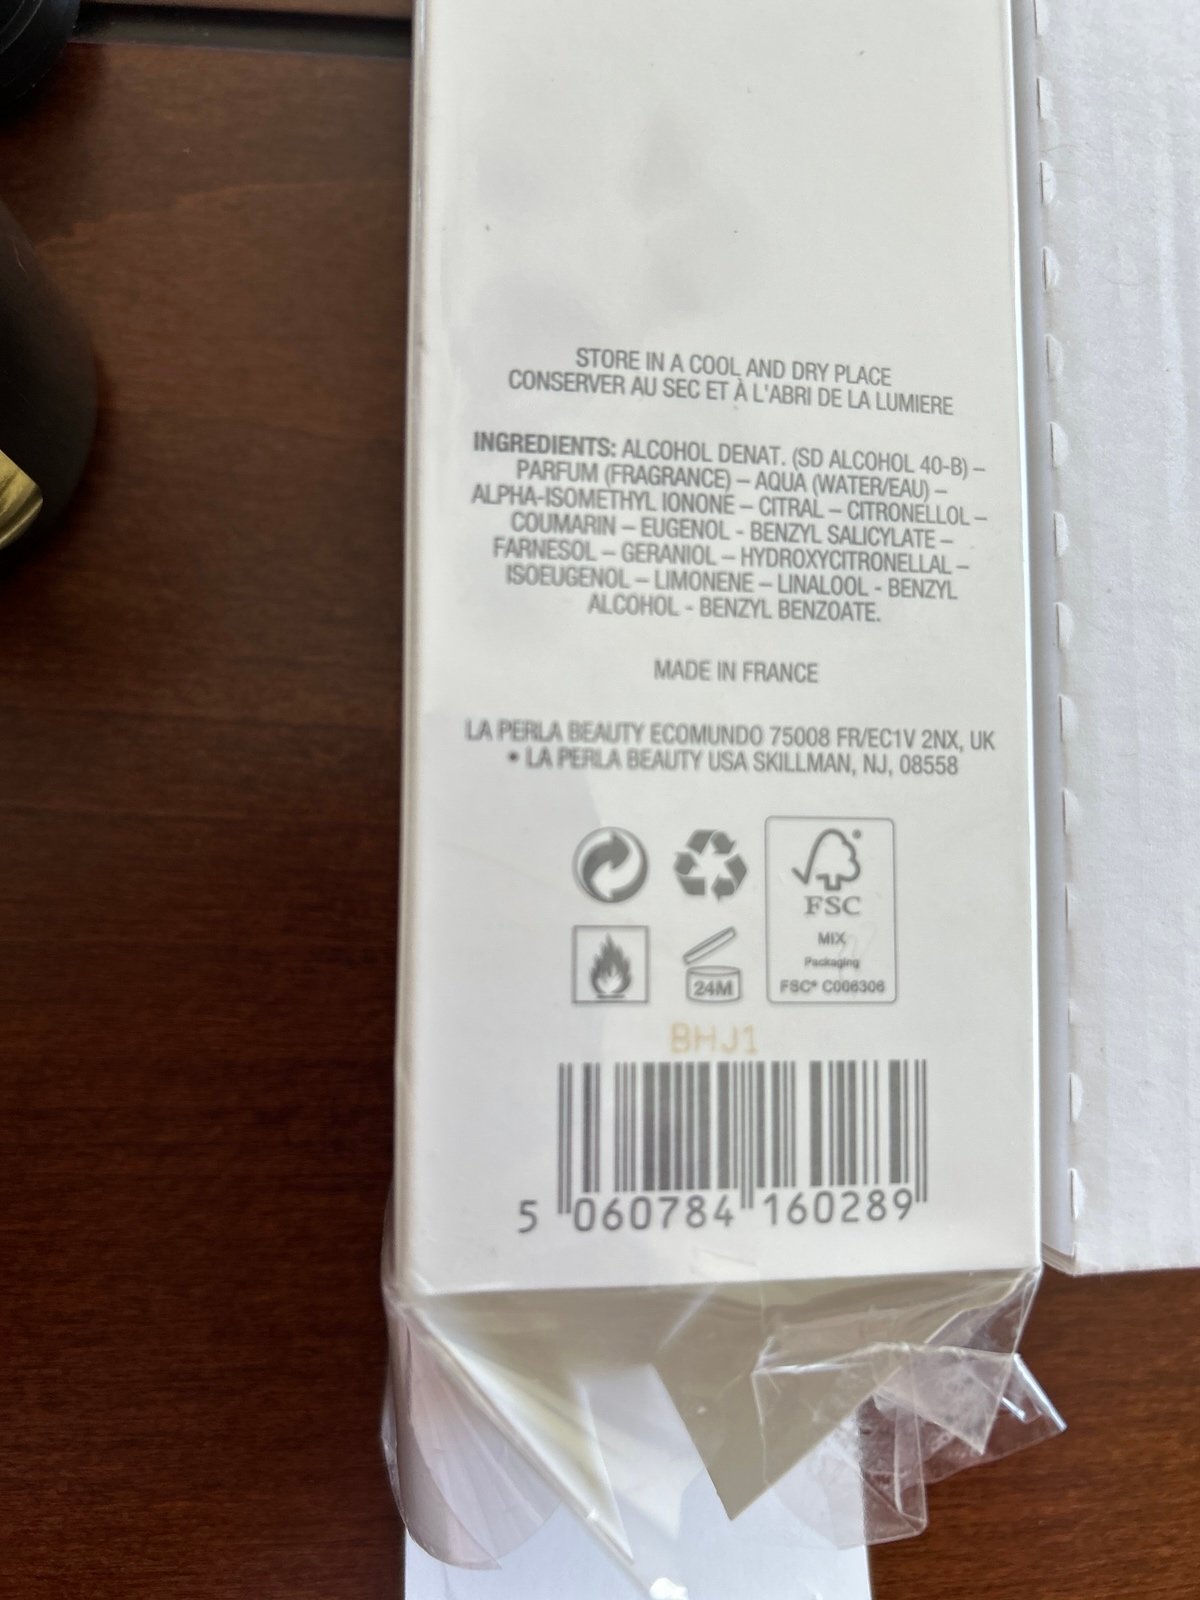 STORE IN A COOL AND DRY PLACE
CONSERVER AU SEC ET À L'ABRI DE LA LUMIERE
INGREDIENTS: ALCOHOL DENAT. (SD ALCOHOL 40-B) –
PARFUM (FRAGRANCE) – AQUA (WATER/EAU) –
ALPHA-ISOMETHYL IONONE – CITRAL – CITRONELLOL –
COUMARIN – EUGENOL - BENZYL SALICYLATE –
FARNESOL – GERANIOL – HYDROXYCITRONELLAL –
ISOEUGENOL – LIMONENE – LINALOOL - BENZYL
ALCOHOL - BENZYL BENZOATE.
MADE IN FRANCE
LA PERLA BEAUTY ECOMUNDO 75008 FR/EC1V 2NX, UK
• LA PERLA BEAUTY USA SKILLMAN, NJ, 08558
FSC
MIX
Packaging
FSC® C006306
24M
BHJ1
5 060784 160289